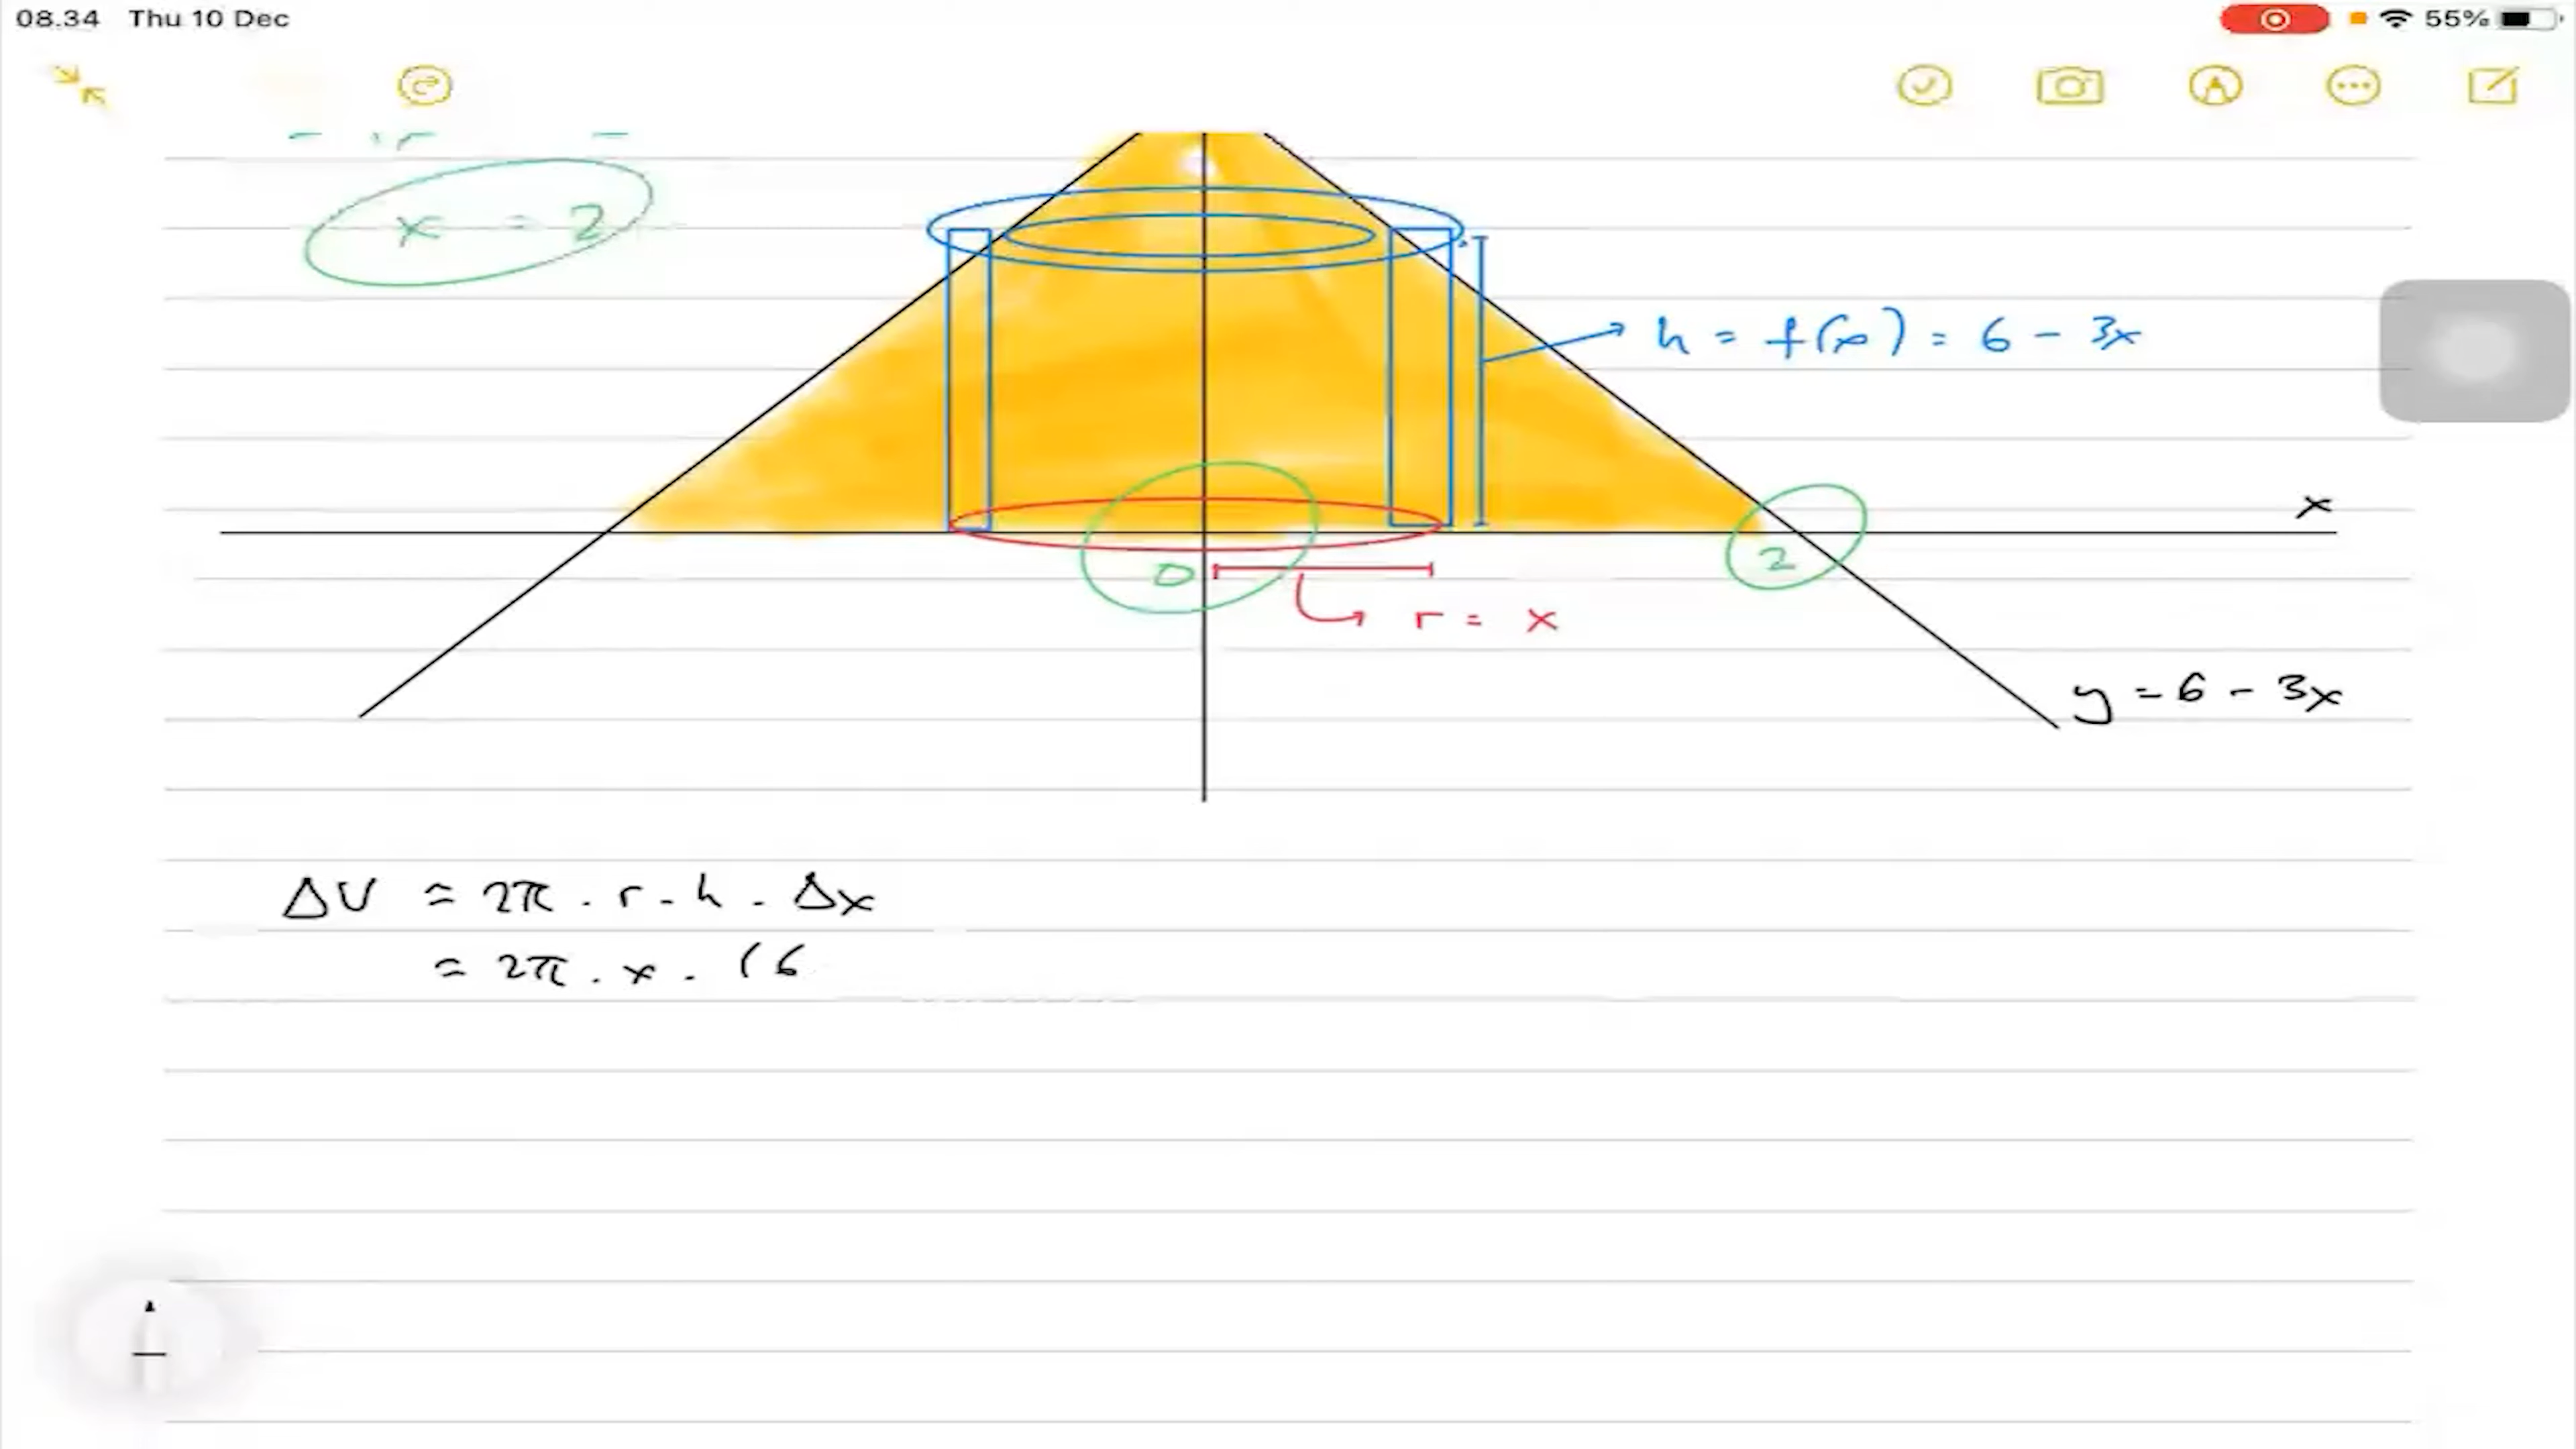 08.34 Thu 10 Dec
55%
x = 2
h = f(x) = 6 - 3x
x
0
2
r = x
y = 6 - 3x
ΔV ≈ 2π . r . h . Δx
≈ 2π . x . (6